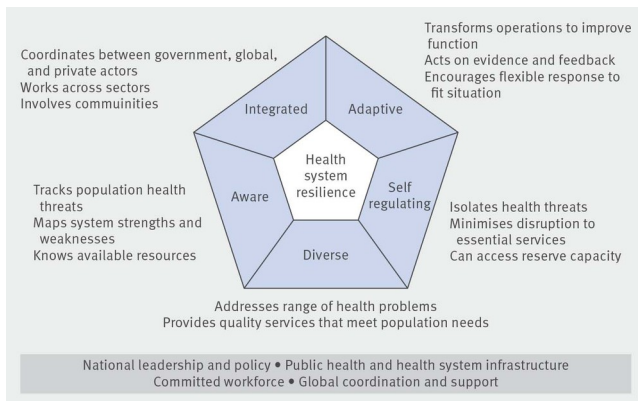 Transforms operations to improve
function
Acts on evidence and feedback
Encourages flexible response to
fit situation
Coordinates between government, global,
and private actors
Works across sectors
Involves commuinities
Integrated
Adaptive
Health
system
resilience
Aware
Self
regulating
Diverse
Tracks population health
threats
Maps system strengths and
weaknesses
Knows available resources
Isolates health threats
Minimises disruption to
essential services
Can access reserve capacity
Addresses range of health problems
Provides quality services that meet population needs
National leadership and policy • Public health and health system infrastructure
Committed workforce • Global coordination and support